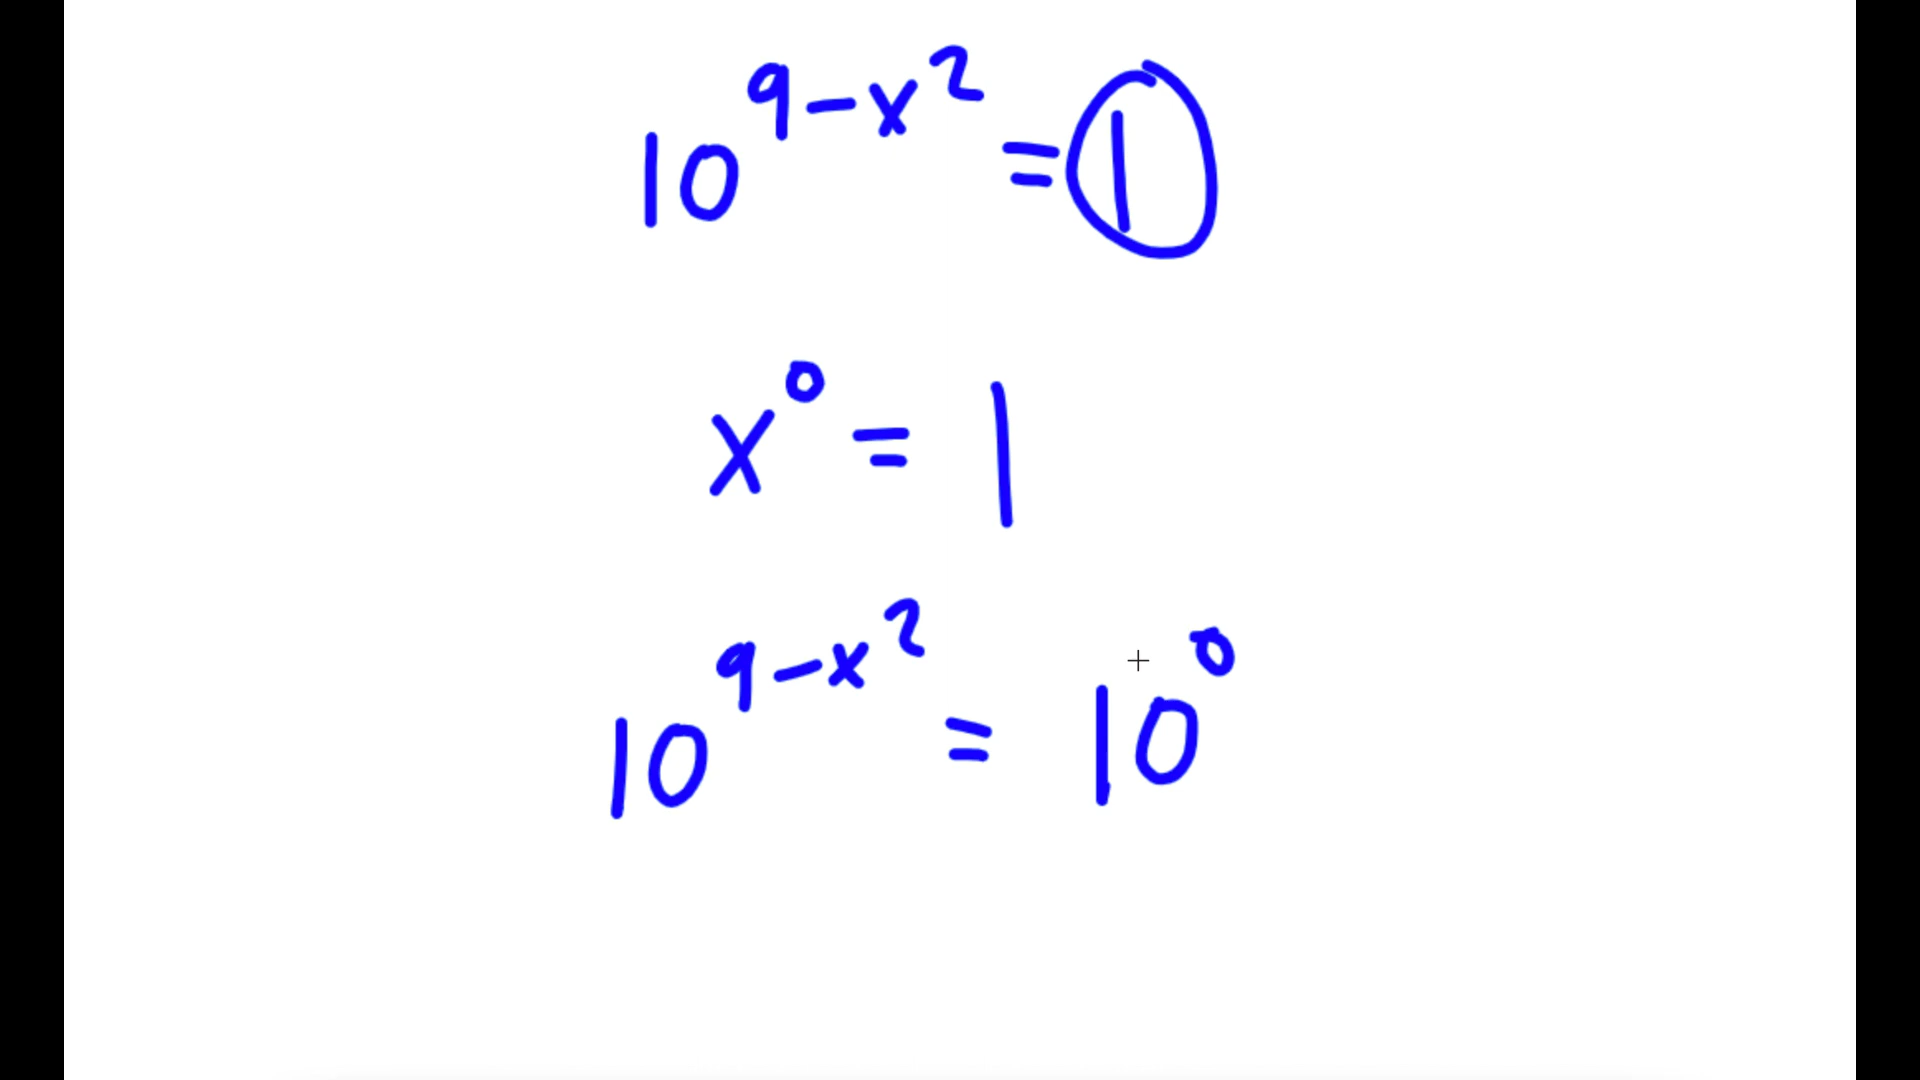 10^{9-x^2} = 1
x^0 = 1
10^{9-x^2} = 10^0